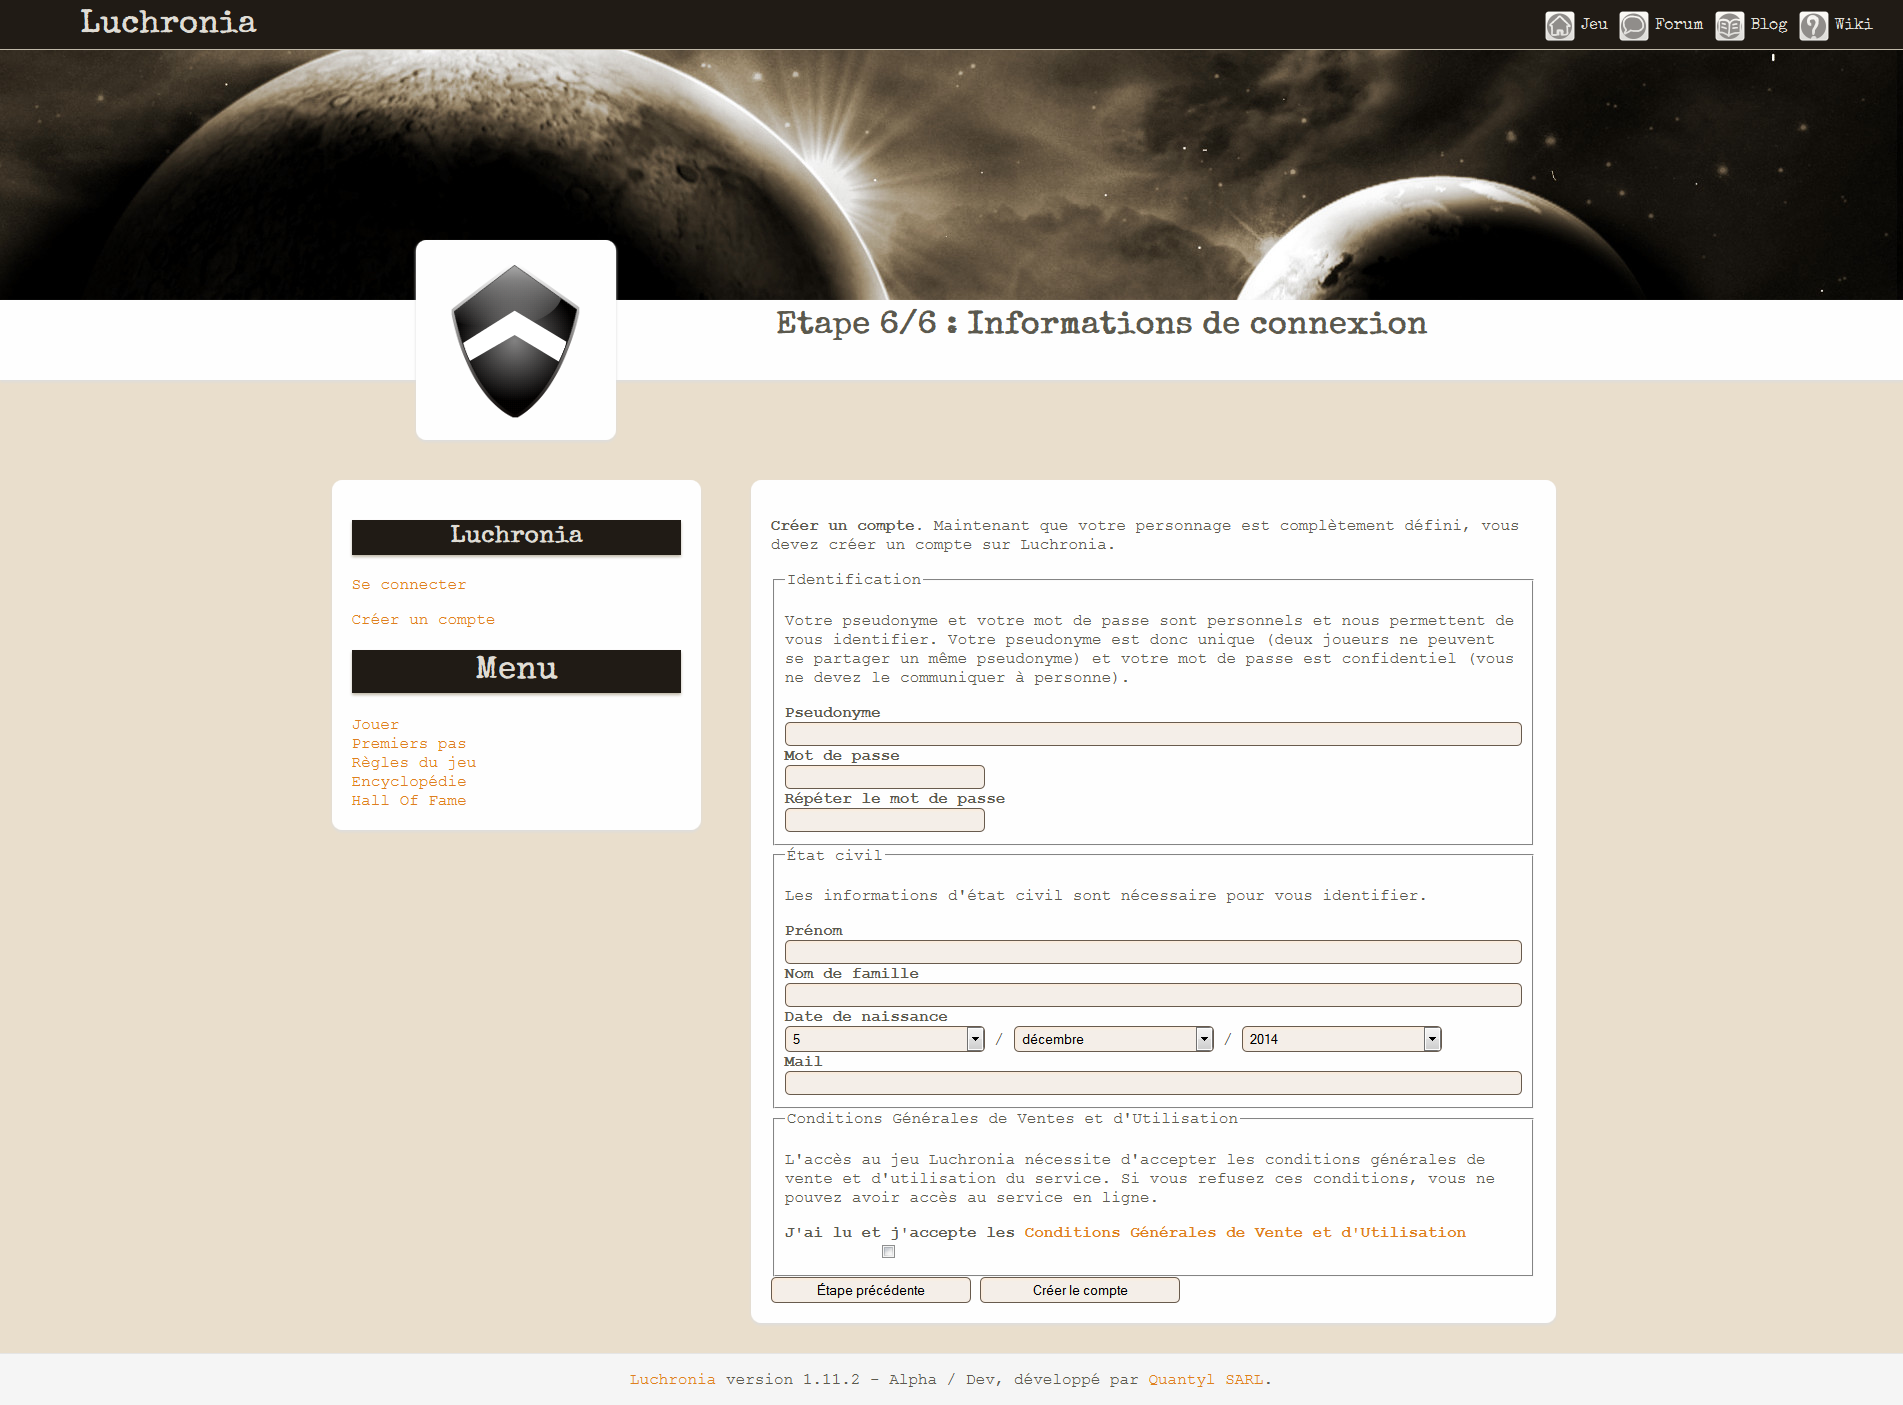 Luchronia
Jeu Forum Blog Wiki
Etape 6/6 : Informations de connexion
Luchronia
Se connecter
Créer un compte
Menu
Jouer
Premiers pas
Règles du jeu
Encyclopédie
Hall Of Fame
Créer un compte. Maintenant que votre personnage est complètement défini, vous
devez créer un compte sur Luchronia.
Identification
Votre pseudonyme et votre mot de passe sont personnels et nous permettent de
vous identifier. Votre pseudonyme est donc unique (deux joueurs ne peuvent
se partager un même pseudonyme) et votre mot de passe est confidentiel (vous
ne devez le communiquer à personne).
Pseudonyme
Mot de passe
Répéter le mot de passe
État civil
Les informations d'état civil sont nécessaire pour vous identifier.
Prénom
Nom de famille
Date de naissance
5 / décembre / 2014
Mail
Conditions Générales de Ventes et d'Utilisation
L'accès au jeu Luchronia nécessite d'accepter les conditions générales de
vente et d'utilisation du service. Si vous refusez ces conditions, vous ne
pouvez avoir accès au service en ligne.
J'ai lu et j'accepte les Conditions Générales de Vente et d'Utilisation
Étape précédente Créer le compte
Luchronia version 1.11.2 - Alpha / Dev, développé par Quantyl SARL.